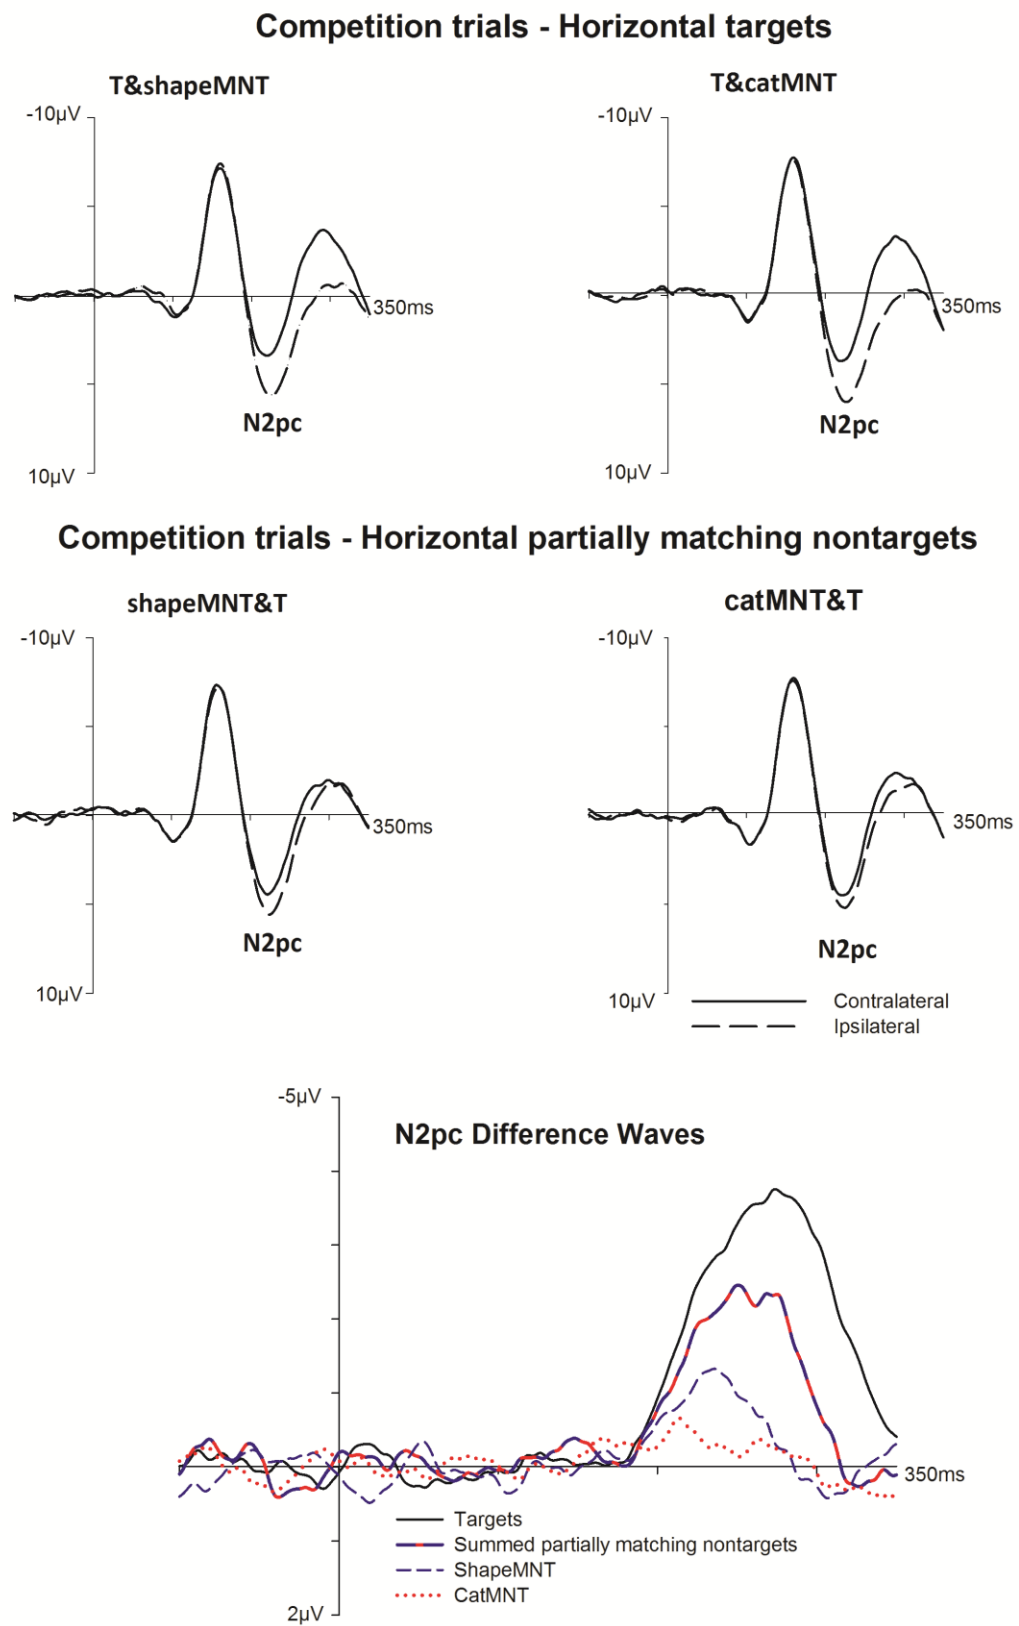 Competition trials - Horizontal targets
T&shapeMNT
T&catMNT
-10µV
-10µV
350ms
350ms
N2pc
N2pc
10µV
10µV
Competition trials - Horizontal partially matching nontargets
shapeMNT&T
catMNT&T
-10µV
-10µV
350ms
350ms
N2pc
N2pc
10µV
10µV
Contralateral
Ipsilateral
-5µV
N2pc Difference Waves
350ms
Targets
Summed partially matching nontargets
ShapeMNT
CatMNT
2µV